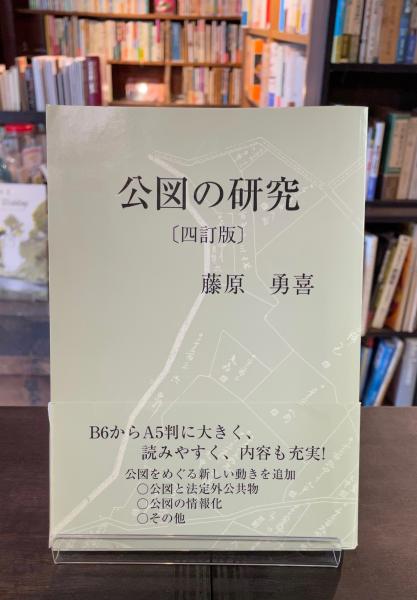 公図の研究
〔四訂版〕
藤原 勇喜
B6からA5判に大きく、
読みやすく、内容も充実!
公図をめぐる新しい動きを追加
○公図と法定外公共物
○公図の情報化
○その他